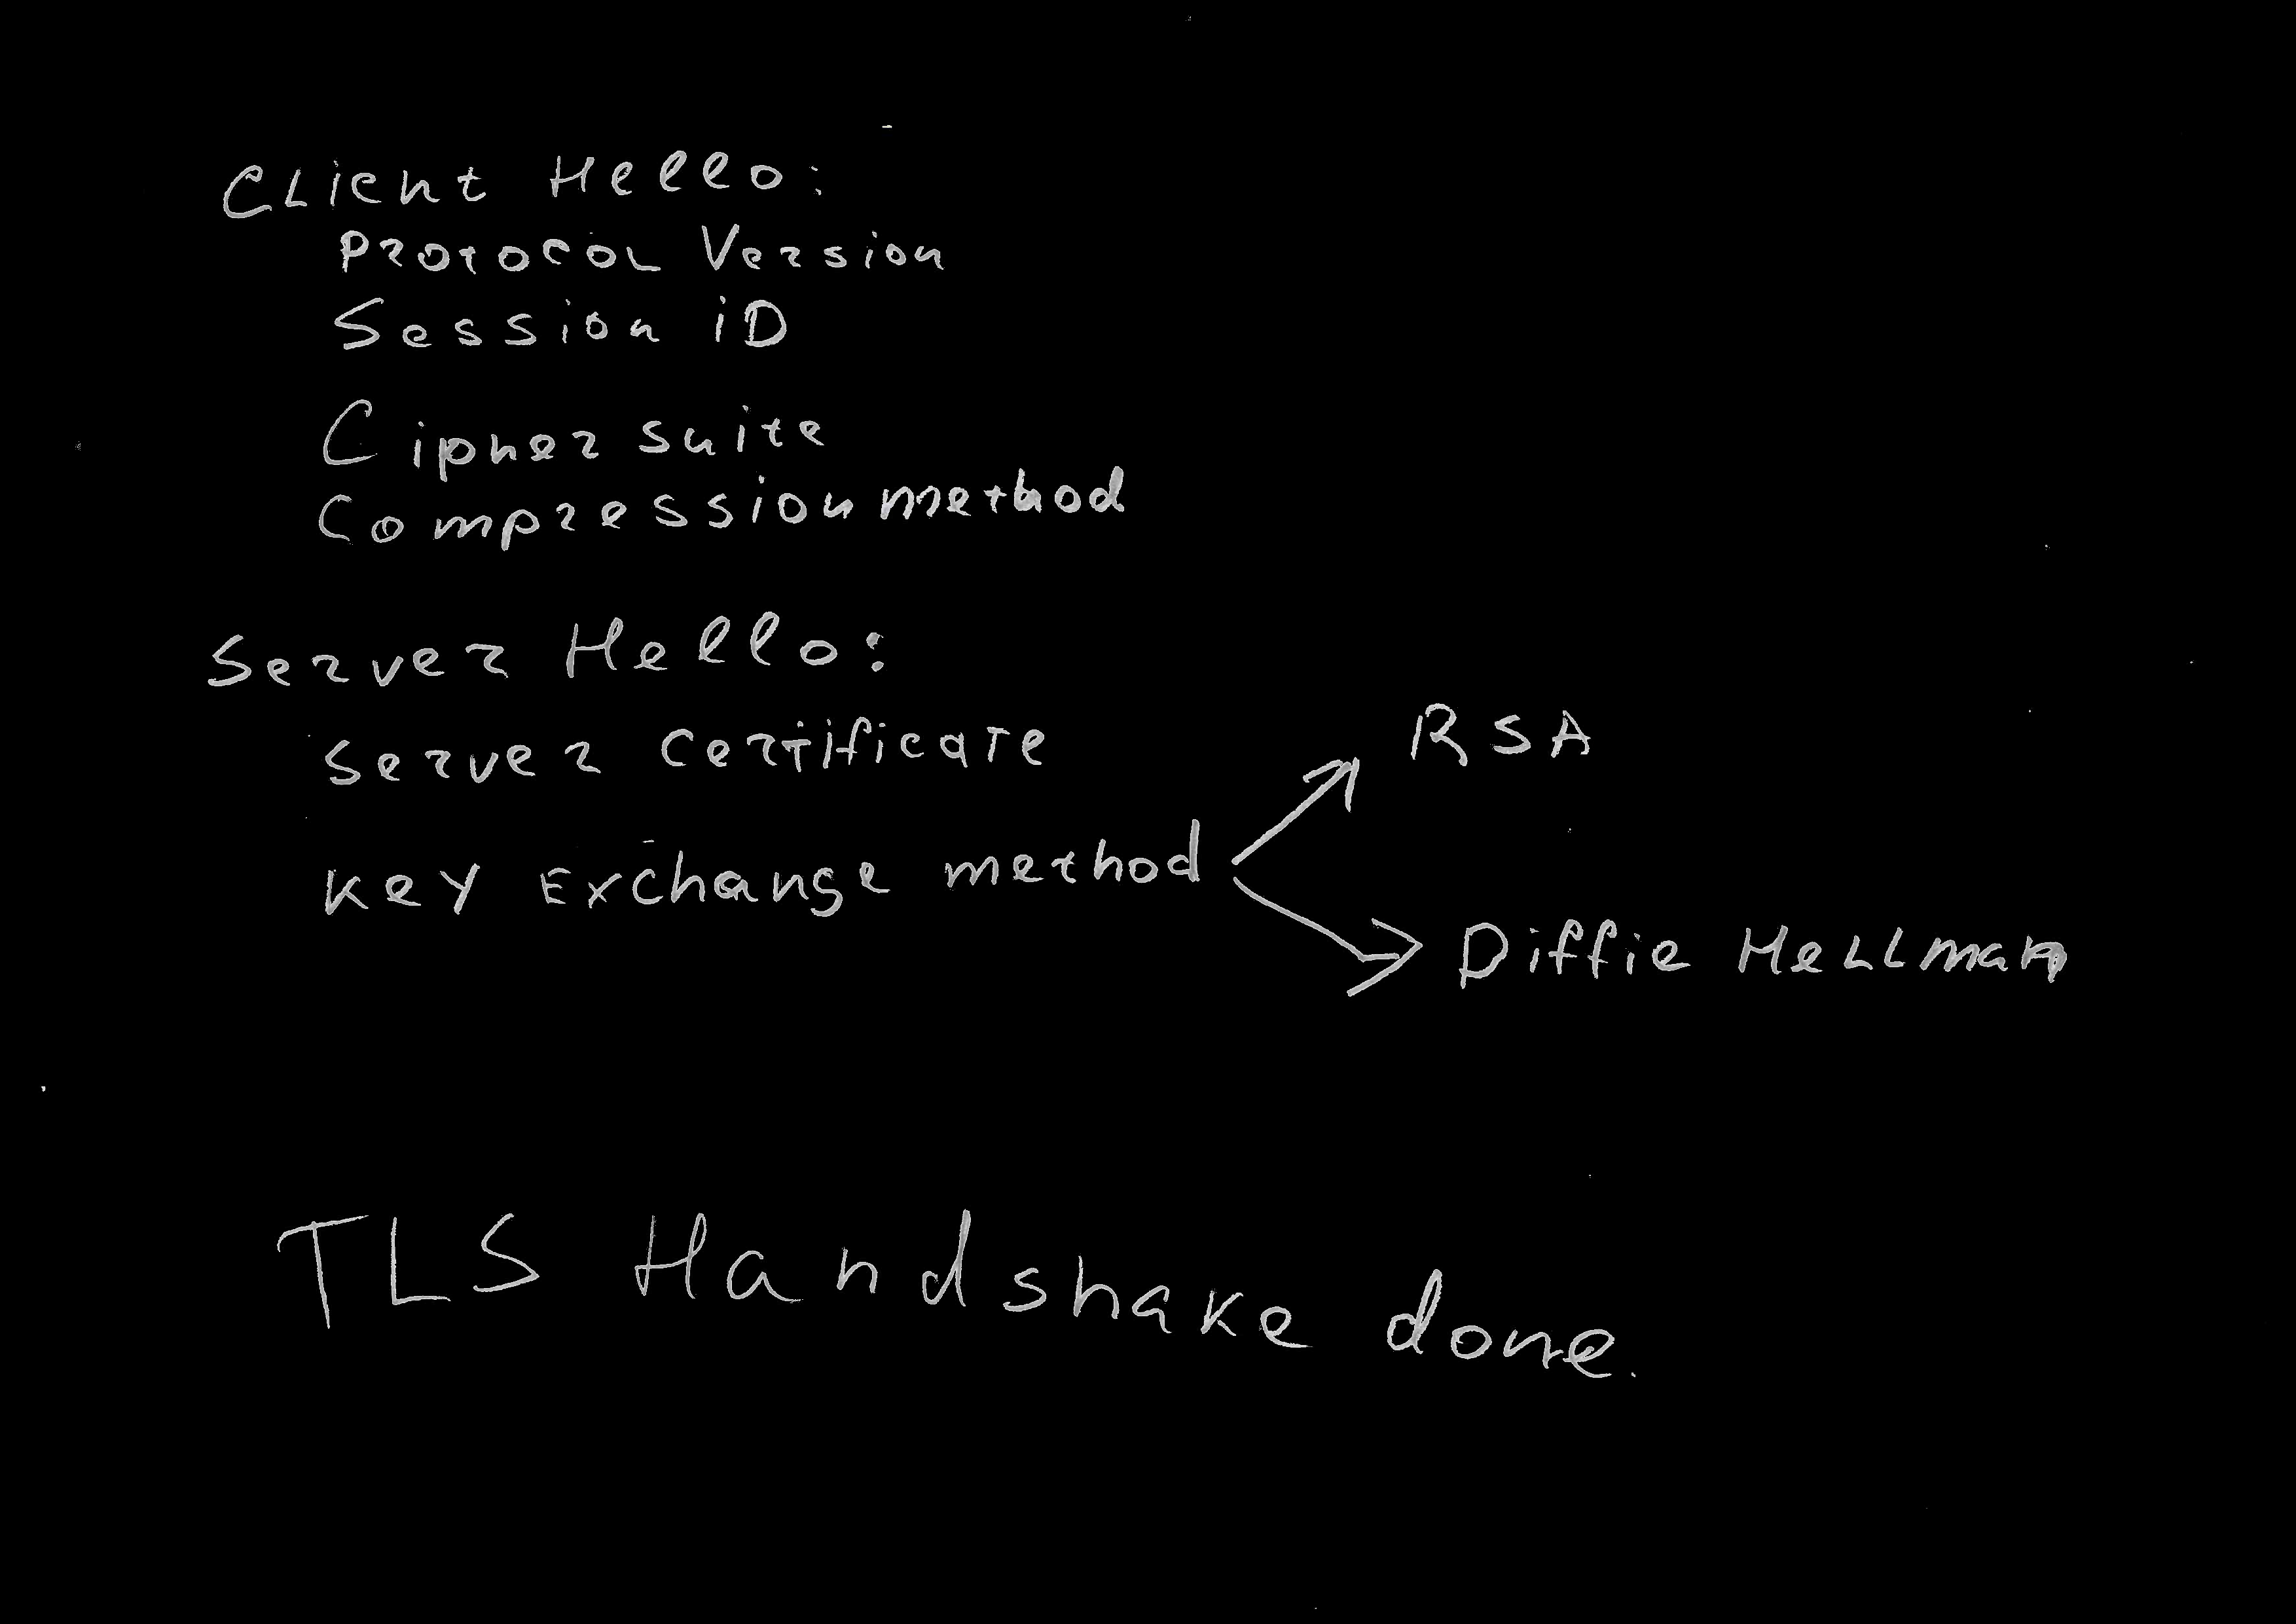 Client Hello:
Protocol Version
Session iD
Cipher suite
Compression method
Server Hello:
Server Certificate
RSA
Key Exchange method
Diffie Hellman
TLS Handshake done.